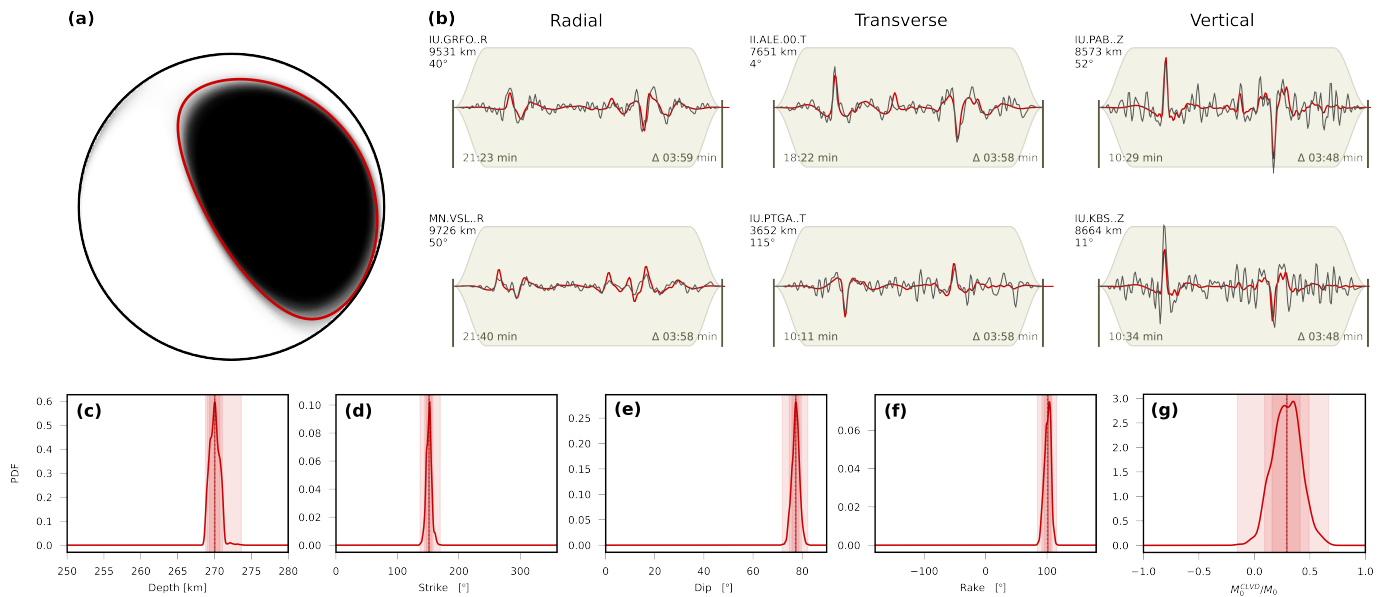 (a)
(b)
Radial
Transverse
Vertical
IU.GRFO..R
9531 km
40°
21:23 min
Δ 03:59 min
II.ALE.00.T
7651 km
4°
18:22 min
Δ 03:58 min
IU.PAB..Z
8573 km
52°
10:29 min
Δ 03:48 min
MN.VSL..R
9726 km
50°
21:40 min
Δ 03:58 min
IU.PTGA..T
3652 km
115°
10:11 min
Δ 03:58 min
IU.KBS..Z
8664 km
11°
10:34 min
Δ 03:48 min
(c)
PDF
0.6
0.5
0.4
0.3
0.2
0.1
0.0
250 255 260 265 270 275 280
Depth [km]
(d)
0.10
0.08
0.06
0.04
0.02
0.00
0 100 200 300
Strike [°]
(e)
0.25
0.20
0.15
0.10
0.05
0.00
0 20 40 60 80
Dip [°]
(f)
0.06
0.04
0.02
0.00
−100 0 100
Rake [°]
(g)
3.0
2.5
2.0
1.5
1.0
0.5
0.0
−1.0 −0.5 0.0 0.5 1.0
M₀^CLVD/M₀